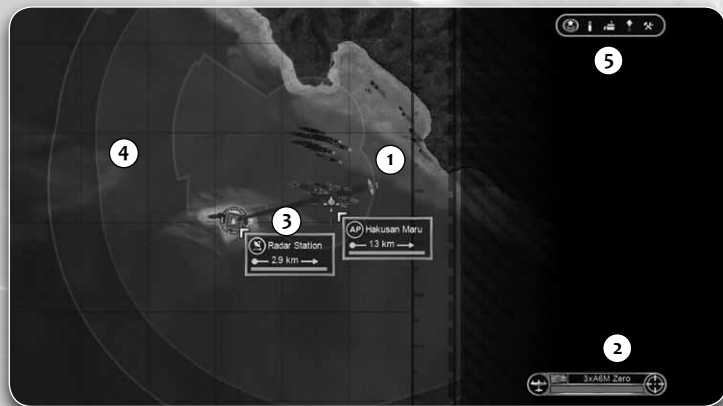 5
1
4
3
AP Hakusan Maru
1.3 km
Radar Station
2.9 km
2
3xA6M Zero